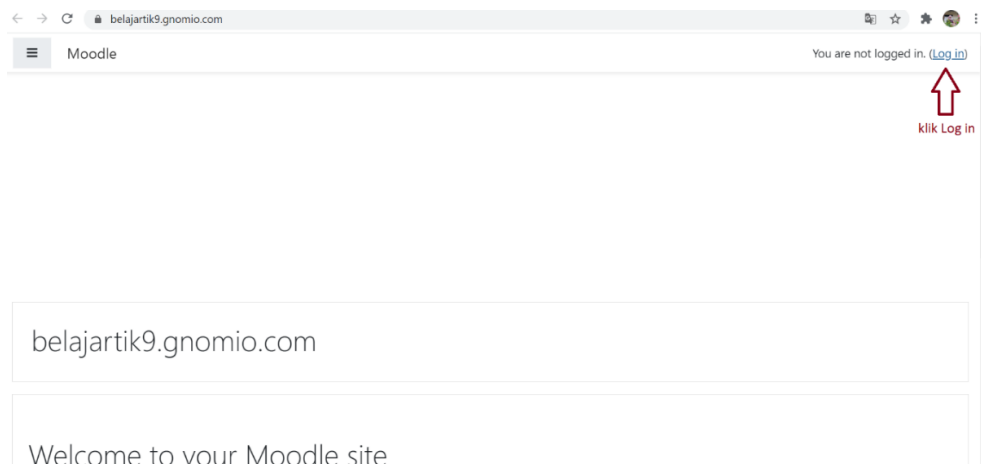 belajartik9.gnomio.com
Moodle
You are not logged in. (Log in)
klik Log in
belajartik9.gnomio.com
Welcome to your Moodle site